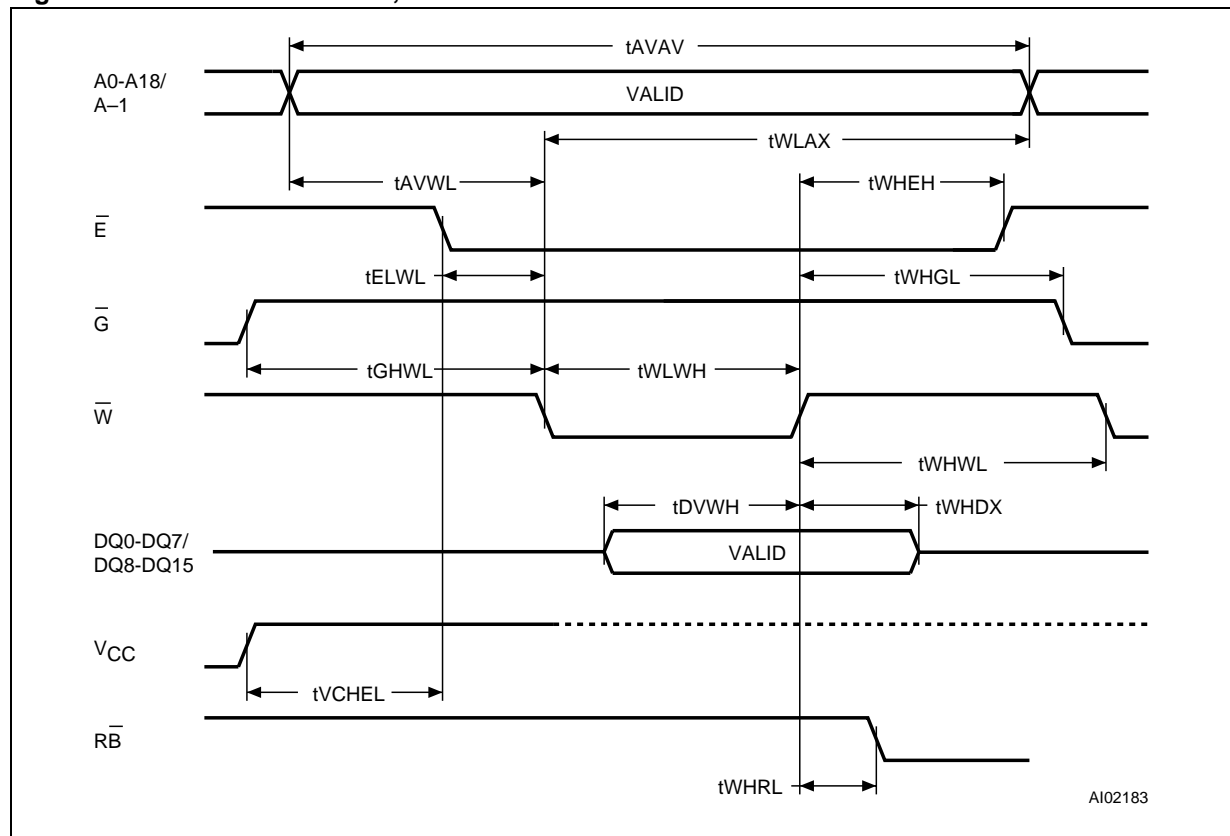 tAVAV
A0-A18/
A–1
VALID
tWLAX
tAVWL
tWHEH
E̅
tELWL
tWHGL
G̅
tGHWL
tWLWH
W̅
tWHWL
tDVWH
tWHDX
DQ0-DQ7/
DQ8-DQ15
VALID
VCC
tVCHEL
RB̅
tWHRL
AI02183